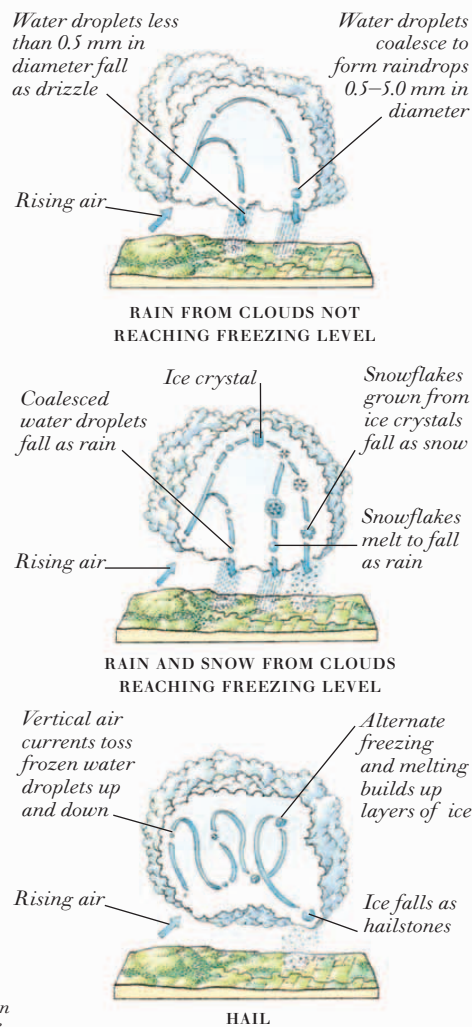 Water droplets less
than 0.5 mm in
diameter fall
as drizzle
Water droplets
coalesce to
form raindrops
0.5–5.0 mm in
diameter
Rising air
RAIN FROM CLOUDS NOT
REACHING FREEZING LEVEL
Ice crystal
Coalesced
water droplets
fall as rain
Snowflakes
grown from
ice crystals
fall as snow
Snowflakes
melt to fall
as rain
Rising air
RAIN AND SNOW FROM CLOUDS
REACHING FREEZING LEVEL
Vertical air
currents toss
frozen water
droplets up
and down
Alternate
freezing
and melting
builds up
layers of ice
Rising air
Ice falls as
hailstones
HAIL